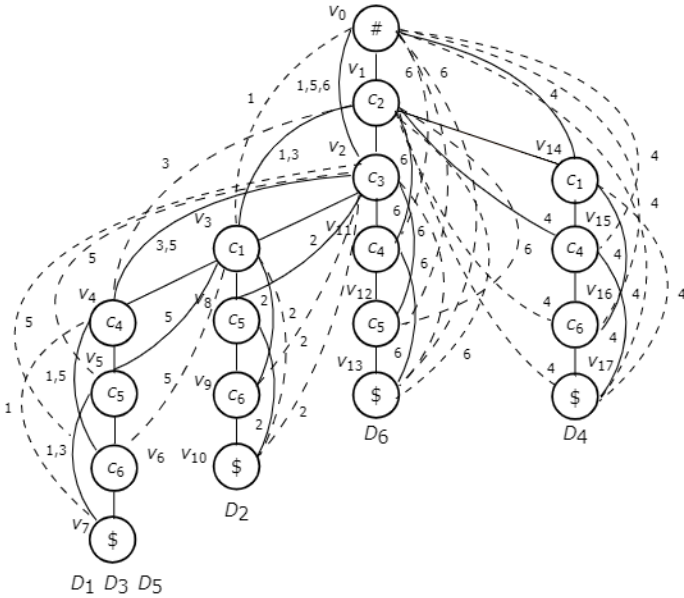 v0 #
v1 1,5,6 6 6
1 C2 4
v2 1,3 v14 4
3 C3 6 C1
v3 v11 6 v15 4
3,5 C1 2 C4 6 4 C4 4
5 6 6
v4 v8 2 2 v12 4 v16 4 4
5 C4 5 C5 2 C5 C6 4
v5 1,5 5 v9 v13 6 6 4 v17
1 C5 C6 2 $ $
1,3 v6 v10 2 D6 D4
C6 $
v7 D2
$
D1 D3 D5